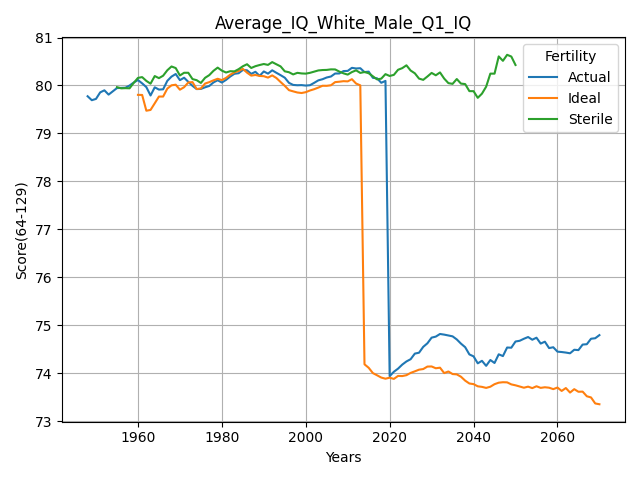 Average_IQ_White_Male_Q1_IQ
81
80
79
78
77
76
75
74
73
Score(64-129)
1960
1980
2000
2020
2040
2060
Years
Fertility
Actual
Ideal
Sterile